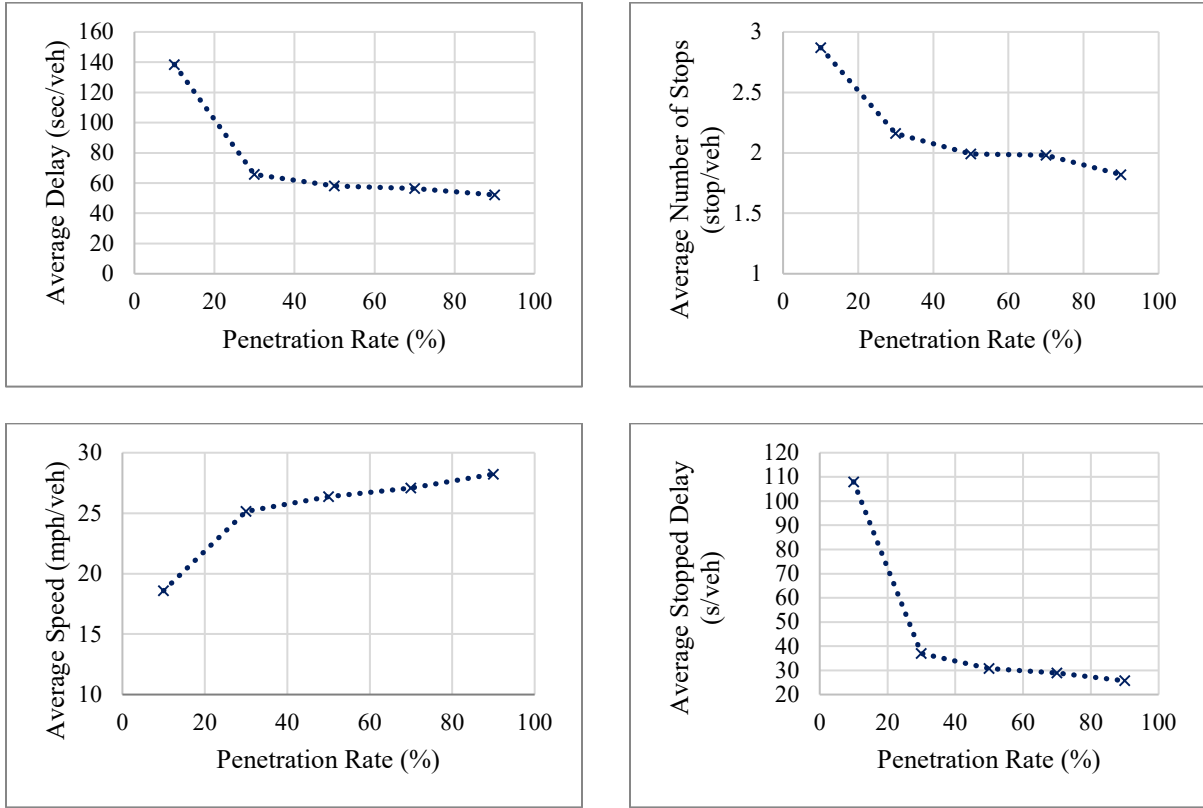 160
140
120
100
80
60
40
20
0
Average Delay (sec/veh)
0 20 40 60 80 100
Penetration Rate (%)
3
2.5
2
1.5
1
Average Number of Stops
(stop/veh)
0 20 40 60 80 100
Penetration Rate (%)
30
25
20
15
10
Average Speed (mph/veh)
0 20 40 60 80 100
Penetration Rate (%)
120
110
100
90
80
70
60
50
40
30
20
Average Stopped Delay
(s/veh)
0 20 40 60 80 100
Penetration Rate (%)